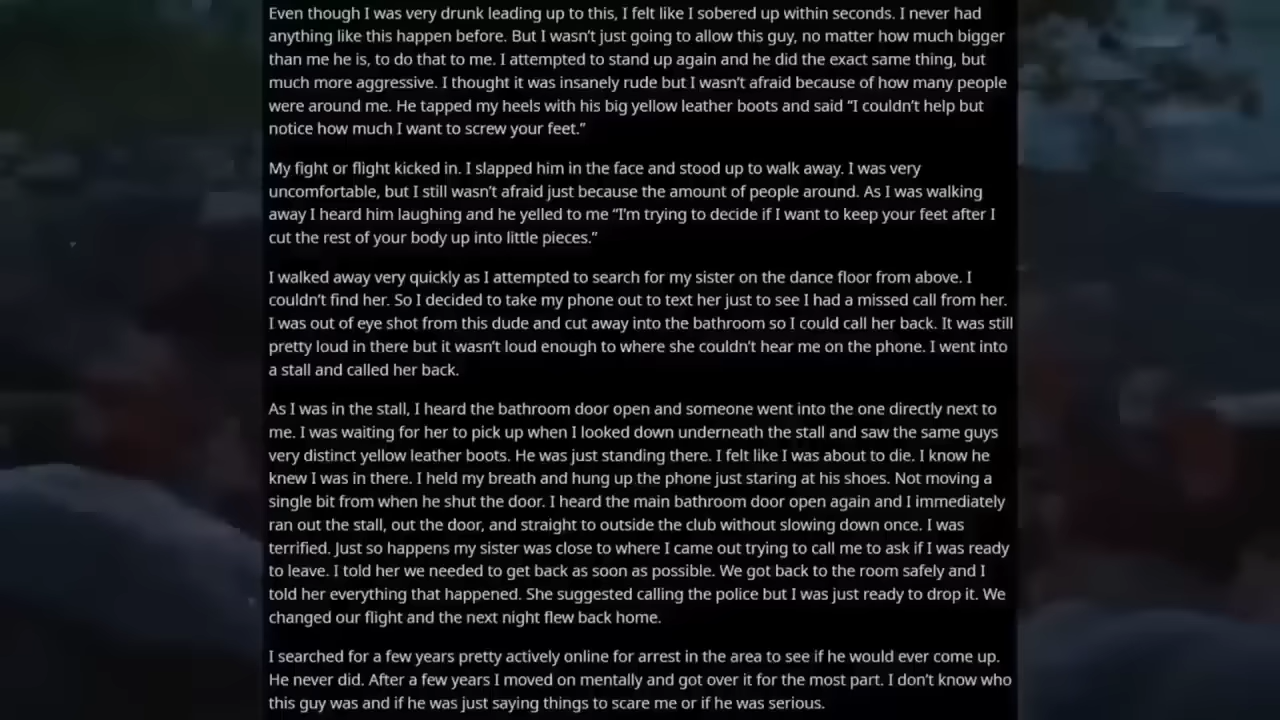 Even though I was very drunk leading up to this, I felt like I sobered up within seconds. I never had
anything like this happen before. But I wasn’t just going to allow this guy, no matter how much bigger
than me he is, to do that to me. I attempted to stand up again and he did the exact same thing, but
much more aggressive. I thought it was insanely rude but I wasn’t afraid because of how many people
were around me. He tapped my heels with his big yellow leather boots and said “I couldn’t help but
notice how much I want to screw your feet.”
My fight or flight kicked in. I slapped him in the face and stood up to walk away. I was very
uncomfortable, but I still wasn’t afraid just because the amount of people around. As I was walking
away I heard him laughing and he yelled to me “I’m trying to decide if I want to keep your feet after I
cut the rest of your body up into little pieces.”
I walked away very quickly as I attempted to search for my sister on the dance floor from above. I
couldn’t find her. So I decided to take my phone out to text her just to see I had a missed call from her.
I was out of eye shot from this dude and cut away into the bathroom so I could call her back. It was still
pretty loud in there but it wasn’t loud enough to where she couldn’t hear me on the phone. I went into
a stall and called her back.
As I was in the stall, I heard the bathroom door open and someone went into the one directly next to
me. I was waiting for her to pick up when I looked down underneath the stall and saw the same guys
very distinct yellow leather boots. He was just standing there. I felt like I was about to die. I know he
knew I was in there. I held my breath and hung up the phone just staring at his shoes. Not moving a
single bit from when he shut the door. I heard the main bathroom door open again and I immediately
ran out the stall, out the door, and straight to outside the club without slowing down once. I was
terrified. Just so happens my sister was close to where I came out trying to call me to ask if I was ready
to leave. I told her we needed to get back as soon as possible. We got back to the room safely and I
told her everything that happened. She suggested calling the police but I was just ready to drop it. We
changed our flight and the next night flew back home.
I searched for a few years pretty actively online for arrest in the area to see if he would ever come up.
He never did. After a few years I moved on mentally and got over it for the most part. I don’t know who
this guy was and if he was just saying things to scare me or if he was serious.